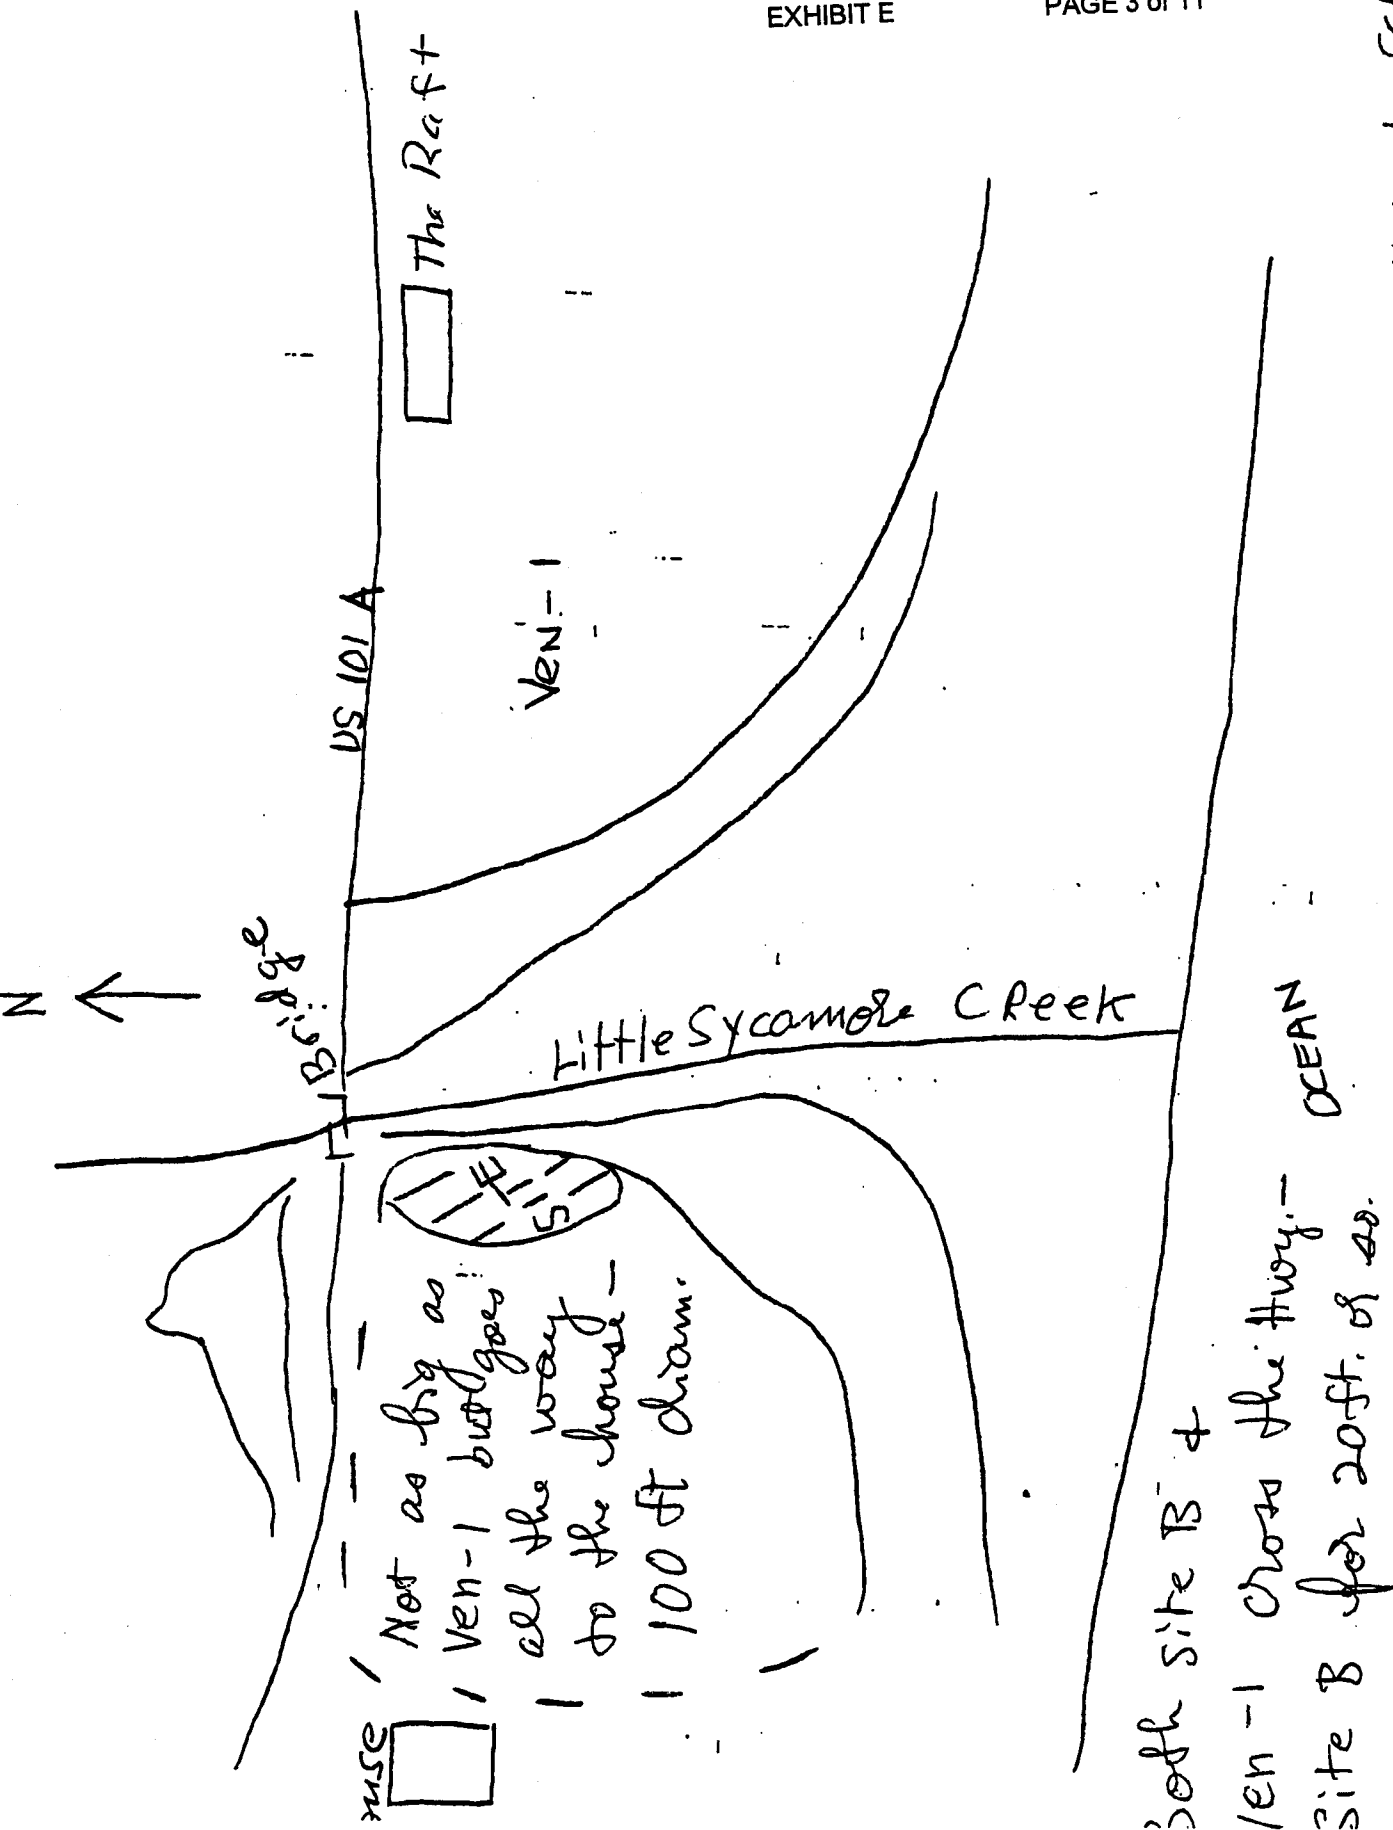 EXHIBIT E
PAGE 3 of 11
N
Bridge
US 101 A
The Raft
VEN-1
Little Sycamore Creek
OCEAN
Not as big as
Ven-1 but goes
all the way
to the house —
100 ft diam.
Both site B &
Ven-1 cross the Hwy. —
Site B for 20 ft. or so.